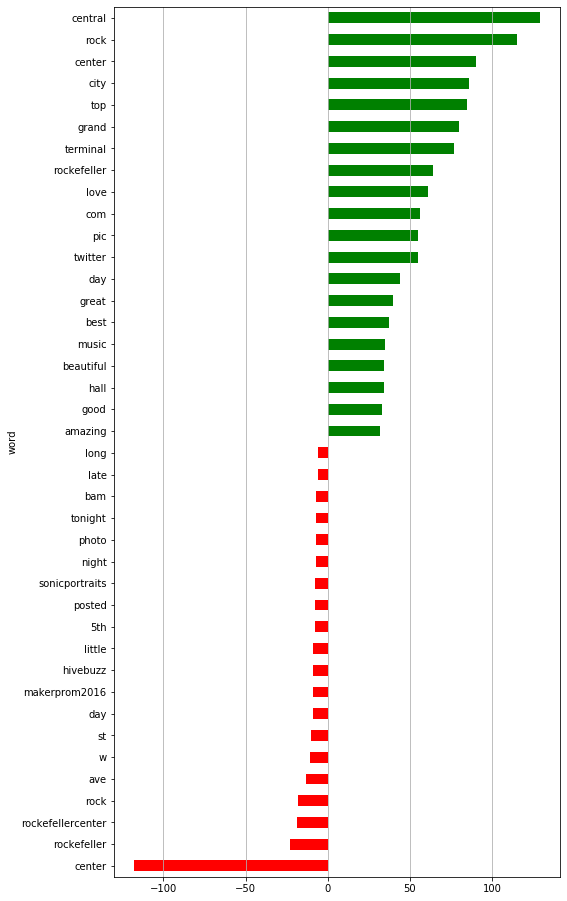 central
rock
center
city
top
grand
terminal
rockefeller
love
com
pic
twitter
day
great
best
music
beautiful
hall
good
amazing
word
long
late
bam
tonight
photo
night
sonicportraits
posted
5th
little
hivebuzz
makerprom2016
day
st
w
ave
rock
rockefellercenter
rockefeller
center
−100 −50 0 50 100